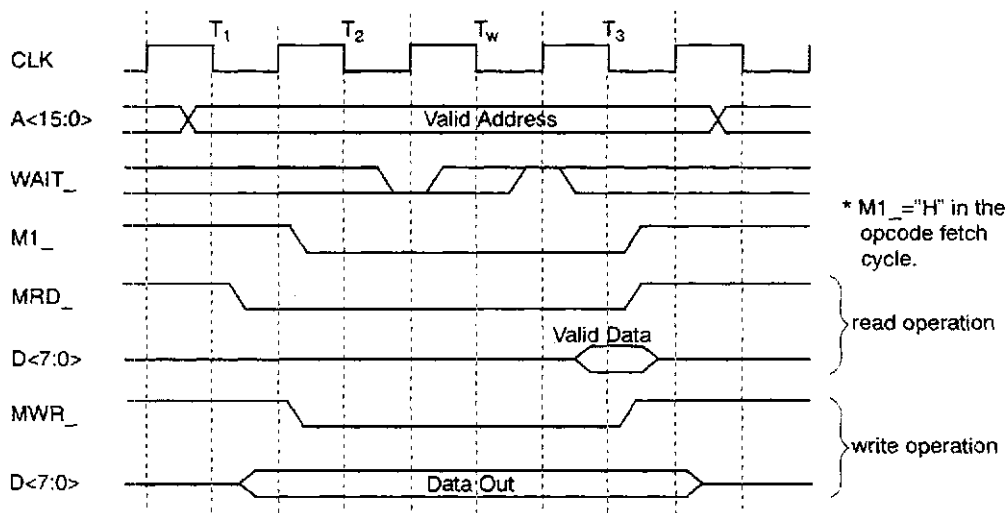 T1 T2 Tw T3
CLK
A<15:0> Valid Address
WAIT_
M1_
* M1_="H" in the
opcode fetch
cycle.
MRD_
read operation
Valid Data
D<7:0>
MWR_
write operation
D<7:0> Data Out